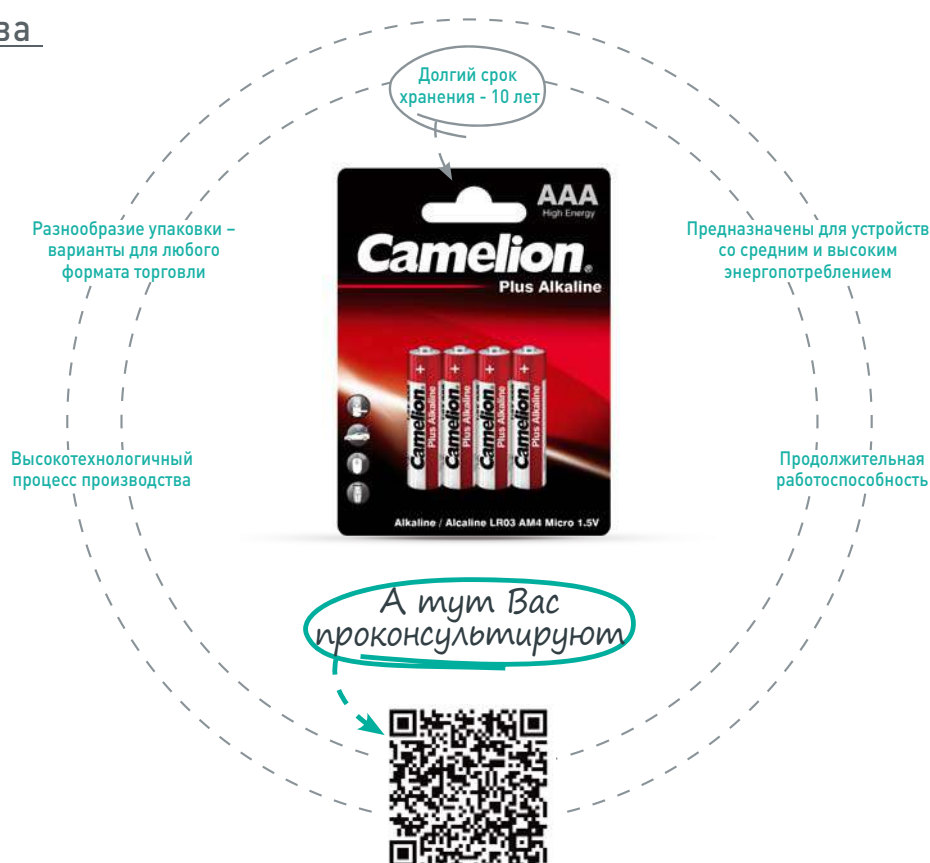 ва
Долгий срок
хранения - 10 лет
Разнообразие упаковки –
варианты для любого
формата торговли
Предназначены для устройств
со средним и высоким
энергопотреблением
AAA
High Energy
Camelion®
Plus Alkaline
Camelion Plus Alkaline
Camelion Plus Alkaline
Camelion Plus Alkaline
Camelion Plus Alkaline
Alkaline / Alcaline LR03 AM4 Micro 1.5V
Высокотехнологичный
процесс производства
Продолжительная
работоспособность
А тут Вас
проконсультируют